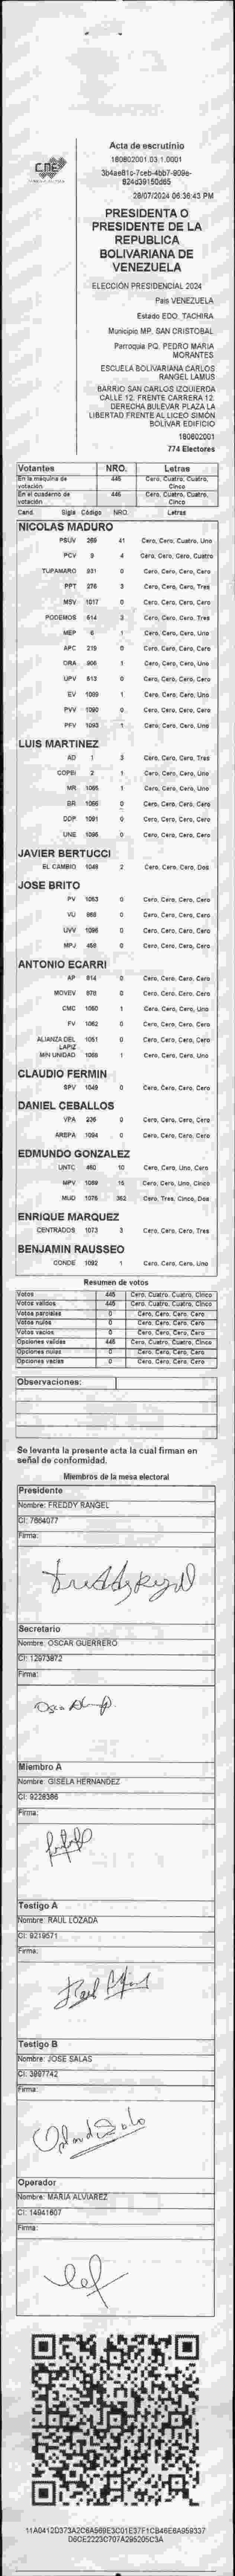 Acta de escrutinio
180802001.03.1.0001
3b4ae81c-7ceb-4bb7-909e-
824d39150d65
28/07/2024 06:36:43 PM
PRESIDENTA O
PRESIDENTE DE LA
REPUBLICA
BOLIVARIANA DE
VENEZUELA
ELECCIÓN PRESIDENCIAL 2024
País VENEZUELA
Estado EDO. TACHIRA
Municipio MP. SAN CRISTOBAL
Parroquia PQ. PEDRO MARIA
MORANTES
ESCUELA BOLIVARIANA CARLOS
RANGEL LAMUS
BARRIO SAN CARLOS IZQUIERDA
CALLE 12. FRENTE CARRERA 12.
DERECHA BULEVAR PLAZA LA
LIBERTAD FRENTE AL LICEO SIMÓN
BOLÍVAR EDIFICIO
180802001
774 Electores
Votantes NRO. Letras
En la máquina de votación 445 Cero, Cuatro, Cuatro, Cinco
En el cuaderno de votación 445 Cero, Cuatro, Cuatro, Cinco
Cand. Sigla Código NRO. Letras
NICOLAS MADURO
PSUV 269 41 Cero, Cero, Cuatro, Uno
PCV 9 4 Cero, Cero, Cero, Cuatro
TUPAMARO 931 0 Cero, Cero, Cero, Cero
PPT 276 3 Cero, Cero, Cero, Tres
MSV 1017 0 Cero, Cero, Cero, Cero
PODEMOS 614 3 Cero, Cero, Cero, Tres
MEP 6 1 Cero, Cero, Cero, Uno
APC 219 0 Cero, Cero, Cero, Cero
ORA 906 1 Cero, Cero, Cero, Uno
UPV 613 0 Cero, Cero, Cero, Cero
EV 1089 1 Cero, Cero, Cero, Uno
PVV 1090 0 Cero, Cero, Cero, Cero
PFV 1093 1 Cero, Cero, Cero, Uno
LUIS MARTINEZ
AD 1 3 Cero, Cero, Cero, Tres
COPEI 2 1 Cero, Cero, Cero, Uno
MR 1065 1 Cero, Cero, Cero, Uno
BR 1066 0 Cero, Cero, Cero, Cero
DDP 1091 0 Cero, Cero, Cero, Cero
UNE 1095 0 Cero, Cero, Cero, Cero
JAVIER BERTUCCI
EL CAMBIO 1048 2 Cero, Cero, Cero, Dos
JOSE BRITO
PV 1053 0 Cero, Cero, Cero, Cero
VU 868 0 Cero, Cero, Cero, Cero
UVV 1096 0 Cero, Cero, Cero, Cero
MPJ 458 0 Cero, Cero, Cero, Cero
ANTONIO ECARRI
AP 814 0 Cero, Cero, Cero, Cero
MOVEV 878 0 Cero, Cero, Cero, Cero
CMC 1050 1 Cero, Cero, Cero, Uno
FV 1062 0 Cero, Cero, Cero, Cero
ALIANZA DEL LAPIZ 1051 0 Cero, Cero, Cero, Cero
MIN UNIDAD 1069 1 Cero, Cero, Cero, Uno
CLAUDIO FERMIN
SPV 1049 0 Cero, Cero, Cero, Cero
DANIEL CEBALLOS
VPA 236 0 Cero, Cero, Cero, Cero
AREPA 1094 0 Cero, Cero, Cero, Cero
EDMUNDO GONZALEZ
UNTC 460 10 Cero, Cero, Uno, Cero
MPV 1069 15 Cero, Cero, Uno, Cinco
MUD 1076 352 Cero, Tres, Cinco, Dos
ENRIQUE MARQUEZ
CENTRADOS 1073 3 Cero, Cero, Cero, Tres
BENJAMIN RAUSSEO
CONDE 1092 1 Cero, Cero, Cero, Uno
Resumen de votos
Votos 445 Cero, Cuatro, Cuatro, Cinco
Votos válidos 445 Cero, Cuatro, Cuatro, Cinco
Votos parciales 0 Cero, Cero, Cero, Cero
Votos nulos 0 Cero, Cero, Cero, Cero
Votos vacíos 0 Cero, Cero, Cero, Cero
Opciones válidas 445 Cero, Cuatro, Cuatro, Cinco
Opciones nulas 0 Cero, Cero, Cero, Cero
Opciones vacías 0 Cero, Cero, Cero, Cero
Observaciones:
Se levanta la presente acta la cual firman en
señal de conformidad.
Miembros de la mesa electoral
Presidente
Nombre: FREDDY RANGEL
CI: 7664077
Firma:
Secretario
Nombre: OSCAR GUERRERO
CI: 12973872
Firma:
Miembro A
Nombre: GISELA HERNANDEZ
CI: 9228386
Firma:
Testigo A
Nombre: RAUL LOZADA
CI: 9219571
Firma:
Testigo B
Nombre: JOSE SALAS
CI: 3997742
Firma:
Operador
Nombre: MARIA ALVIAREZ
CI: 14941607
Firma:
11A0412D373A2C6A569E3C01E37F1CB46E6A959337
D6CE2223C707A295205C3A